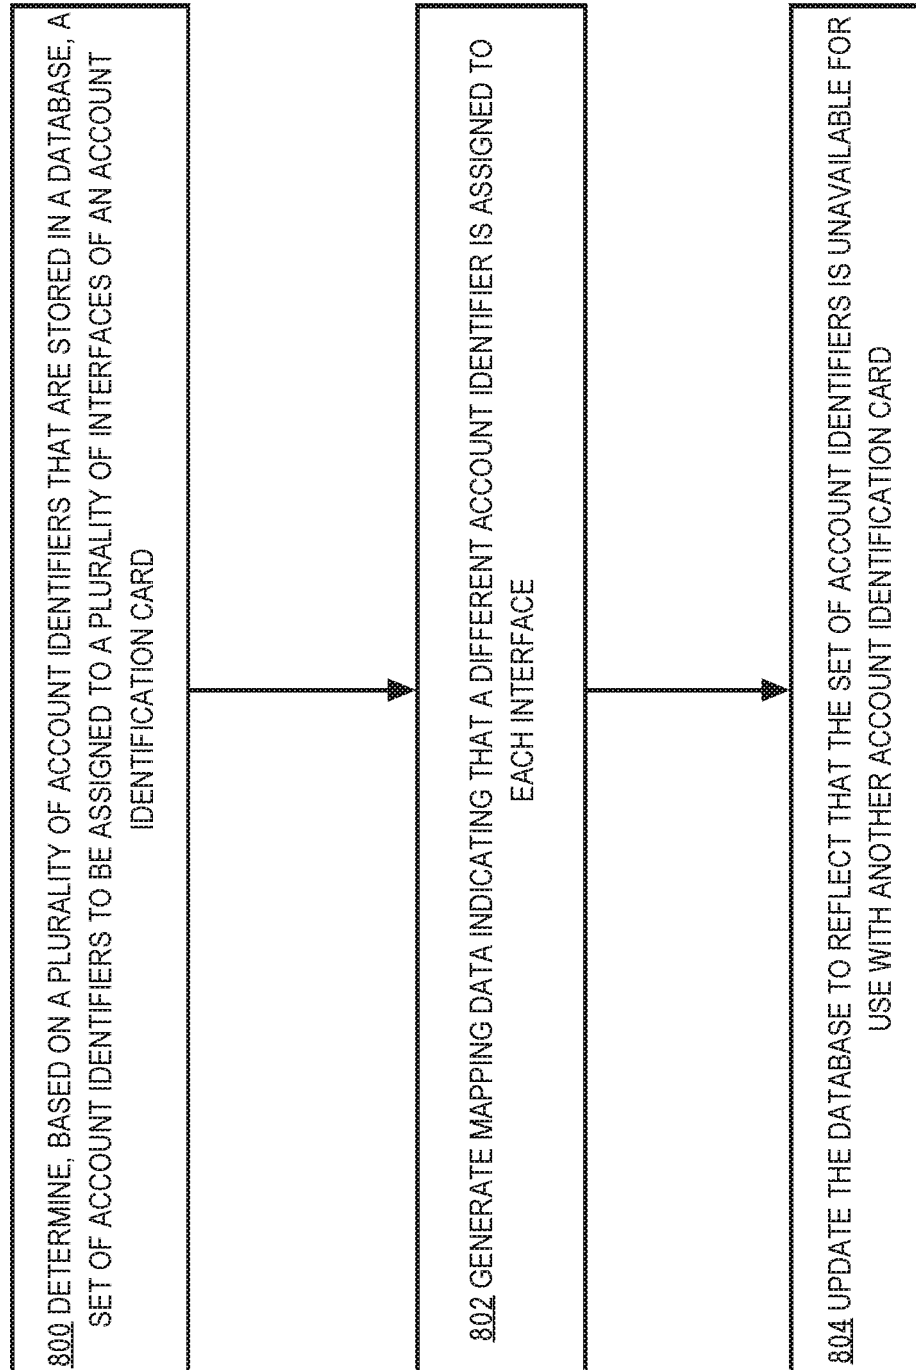 800 DETERMINE, BASED ON A PLURALITY OF ACCOUNT IDENTIFIERS THAT ARE STORED IN A DATABASE, A
SET OF ACCOUNT IDENTIFIERS TO BE ASSIGNED TO A PLURALITY OF INTERFACES OF AN ACCOUNT
IDENTIFICATION CARD
802 GENERATE MAPPING DATA INDICATING THAT A DIFFERENT ACCOUNT IDENTIFIER IS ASSIGNED TO
EACH INTERFACE
804 UPDATE THE DATABASE TO REFLECT THAT THE SET OF ACCOUNT IDENTIFIERS IS UNAVAILABLE FOR
USE WITH ANOTHER ACCOUNT IDENTIFICATION CARD